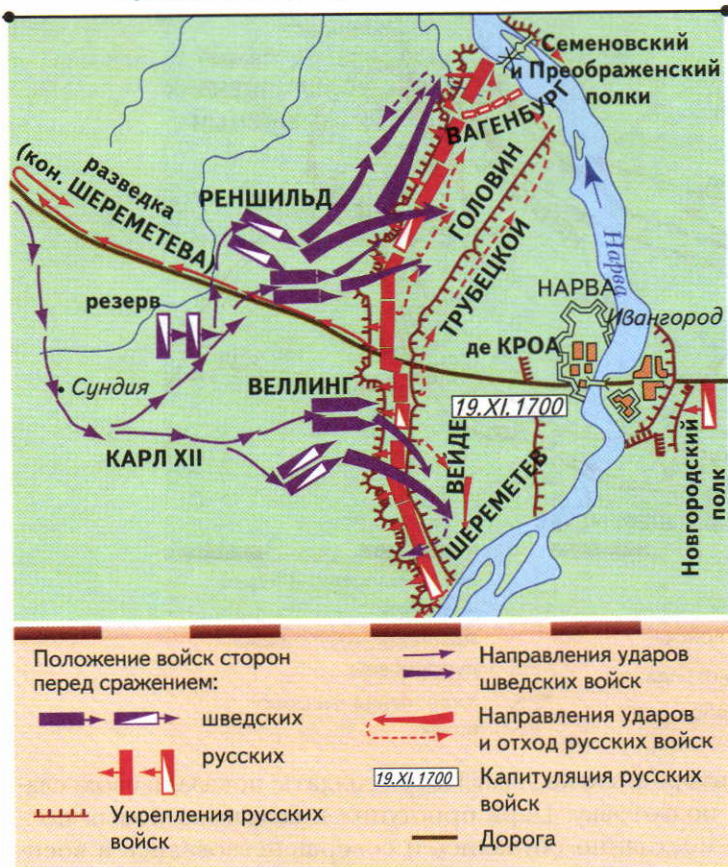 Семеновский
и Преображенский
полки
ВАГЕНБУРГ
разведка
(кон. ШЕРЕМЕТЕВА)
РЕНШИЛЬД
ГОЛОВИН
ТРУБЕЦКОЙ
Нарва
НАРВА
Ивангород
резерв
де КРОА
Сундия
ВЕЛЛИНГ
19.XI.1700
КАРЛ XII
ВЕЙДЕ
ШЕРЕМЕТЕВ
Новгородский
полк
Положение войск сторон
перед сражением:
шведских
русских
Укрепления русских
войск
Направления ударов
шведских войск
Направления ударов
и отход русских войск
19.XI.1700
Капитуляция русских
войск
Дорога